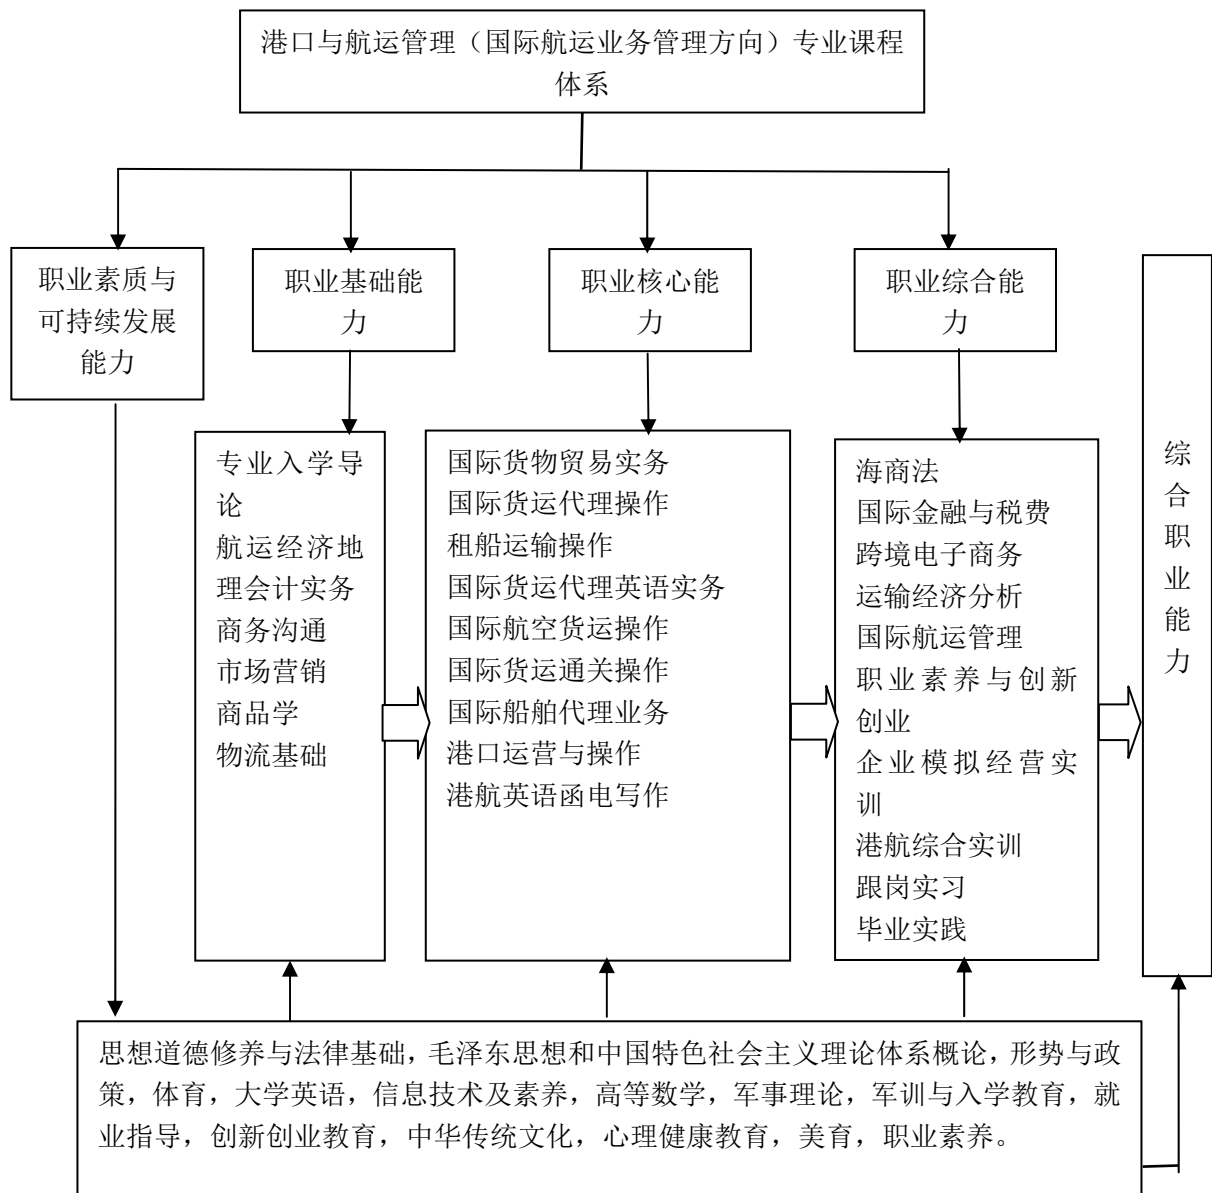 港口与航运管理（国际航运业务管理方向）专业课程
体系
职业素质与
可持续发展
能力
职业基础能
力
职业核心能
力
职业综合能
力
综
合
职
业
能
力
专业入学导
论
航运经济地
理会计实务
商务沟通
市场营销
商品学
物流基础
国际货物贸易实务
国际货运代理操作
租船运输操作
国际货运代理英语实务
国际航空货运操作
国际货运通关操作
国际船舶代理业务
港口运营与操作
港航英语函电写作
海商法
国际金融与税费
跨境电子商务
运输经济分析
国际航运管理
职业素养与创新
创业
企业模拟经营实
训
港航综合实训
跟岗实习
毕业实践
思想道德修养与法律基础，毛泽东思想和中国特色社会主义理论体系概论，形势与政
策，体育，大学英语，信息技术及素养，高等数学，军事理论，军训与入学教育，就
业指导，创新创业教育，中华传统文化，心理健康教育，美育，职业素养。